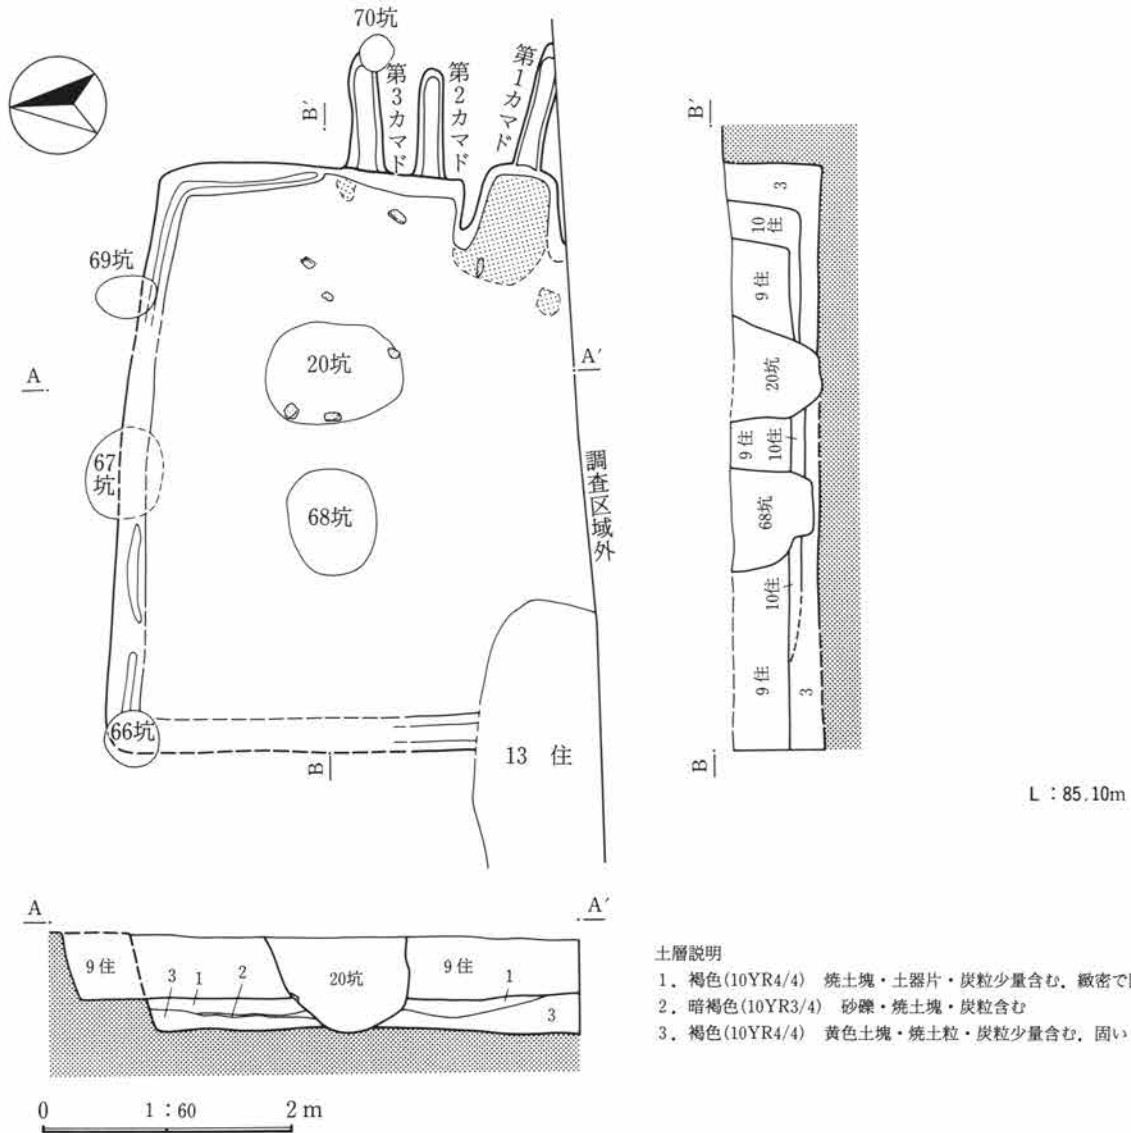 70坑
第3カマド
第2カマド
第1カマド
B′
B′
69坑
A
A′
20坑
67坑
68坑
調査区域外
66坑
B
13 住
3
10住
9住
20坑
9住
10住
68坑
10住
9住
3
B
L:85.10m
A
A′
9住
3
1
2
20坑
9住
1
3
0
1:60
2m
土層説明
1. 褐色(10YR4/4) 焼土塊・土器片・炭粒少量含む, 緻密で
2. 暗褐色(10YR3/4) 砂礫・焼土塊・炭粒含む
3. 褐色(10YR4/4) 黄色土塊・焼土粒・炭粒少量含む, 固い